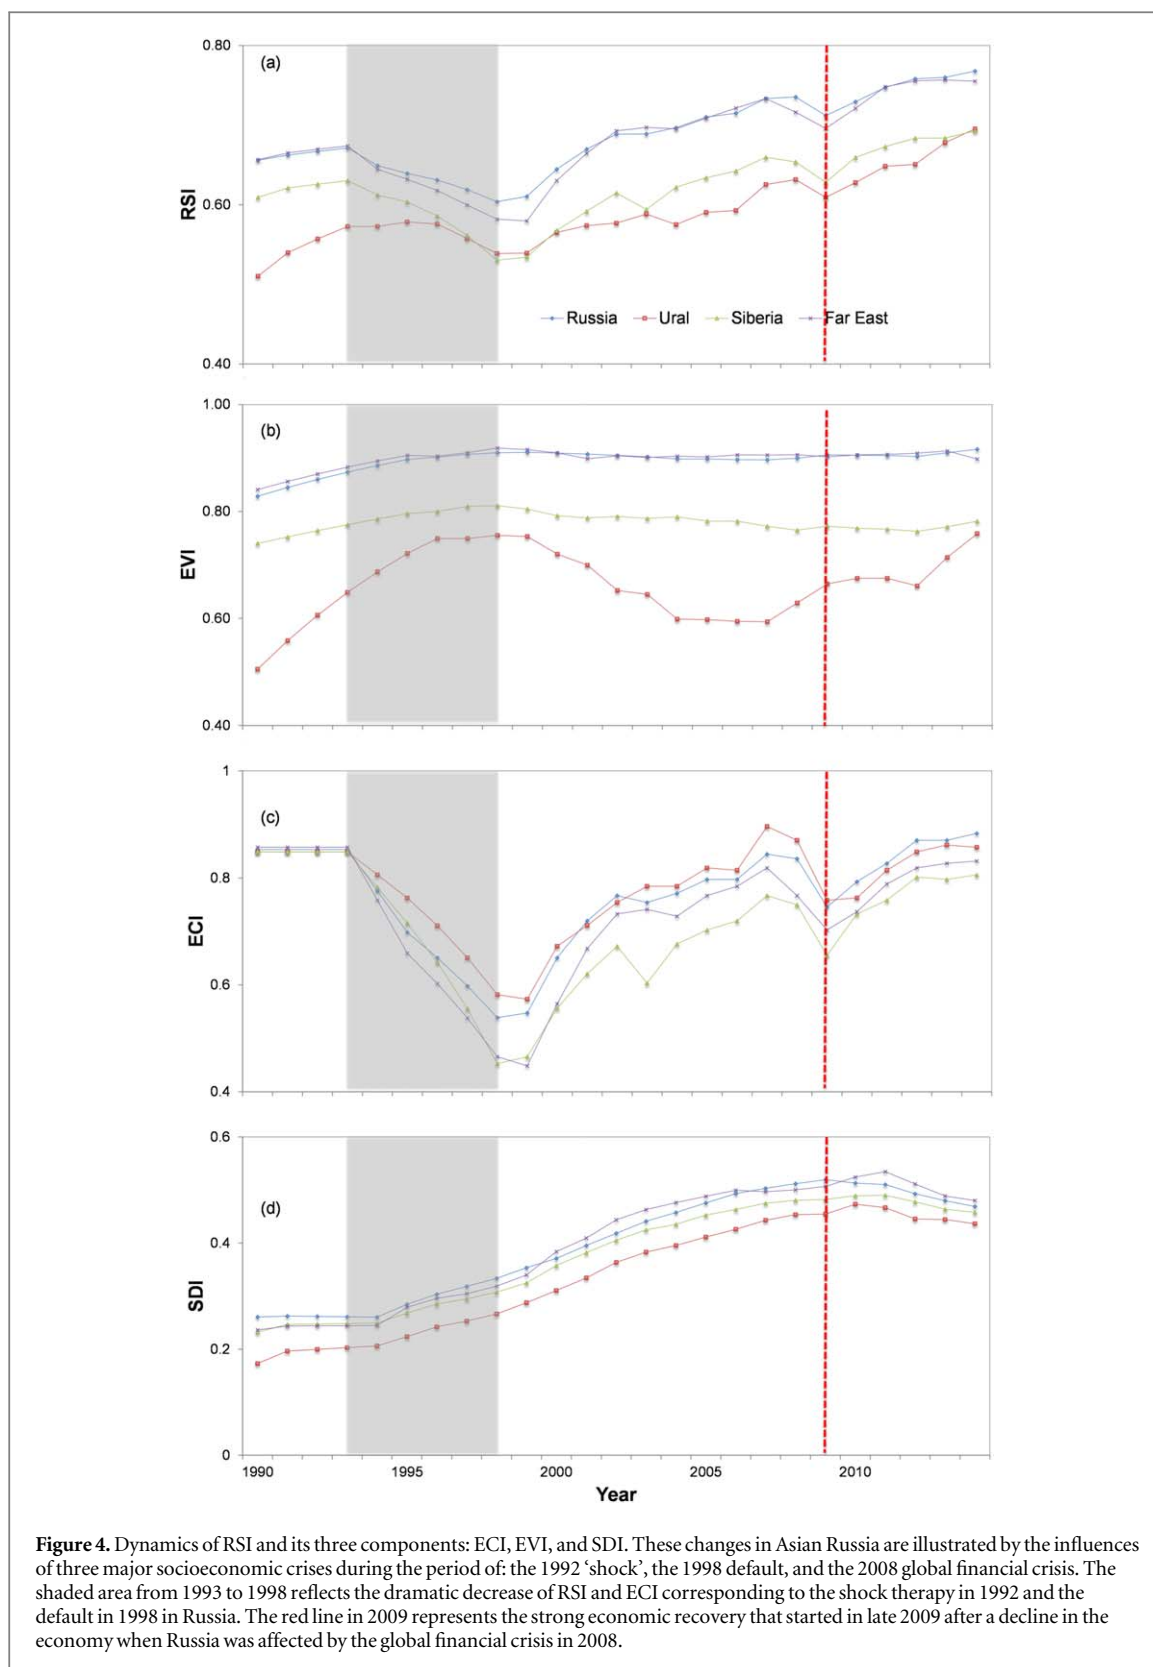 0.80
(a)
RSI
0.60
Russia Ural Siberia Far East
0.40
1.00
(b)
0.80
EVI
0.60
0.40
1
(c)
0.8
ECI
0.6
0.4
0.6
(d)
0.4
SDI
0.2
0
1990 1995 2000 2005 2010
Year
Figure 4. Dynamics of RSI and its three components: ECI, EVI, and SDI. These changes in Asian Russia are illustrated by the influences
of three major socioeconomic crises during the period of: the 1992 ‘shock’, the 1998 default, and the 2008 global financial crisis. The
shaded area from 1993 to 1998 reflects the dramatic decrease of RSI and ECI corresponding to the shock therapy in 1992 and the
default in 1998 in Russia. The red line in 2009 represents the strong economic recovery that started in late 2009 after a decline in the
economy when Russia was affected by the global financial crisis in 2008.